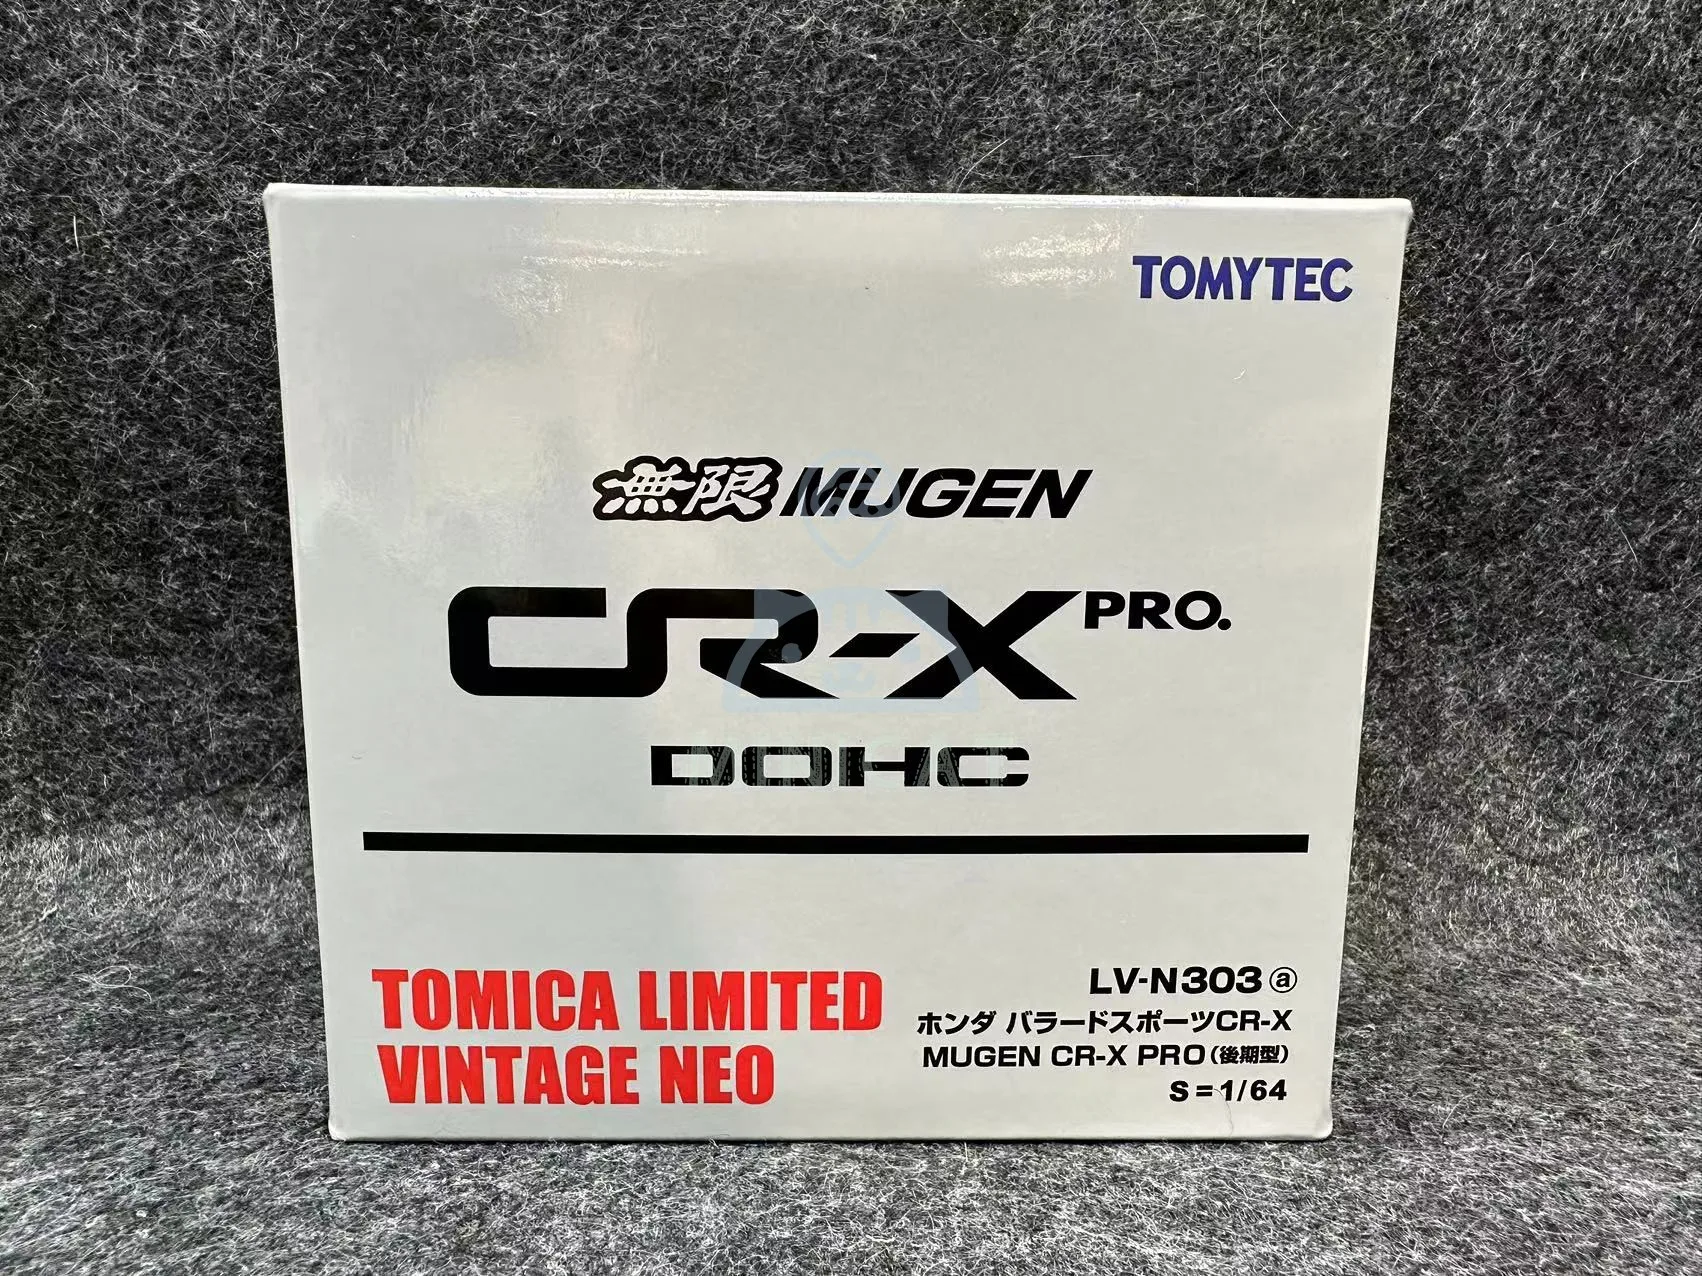 TOMYTEC
無限 MUGEN
CR-X PRO.
DOHC
TOMICA LIMITED
VINTAGE NEO
LV-N303ⓐ
ホンダ バラードスポーツCR-X
MUGEN CR-X PRO(後期型)
S=1/64